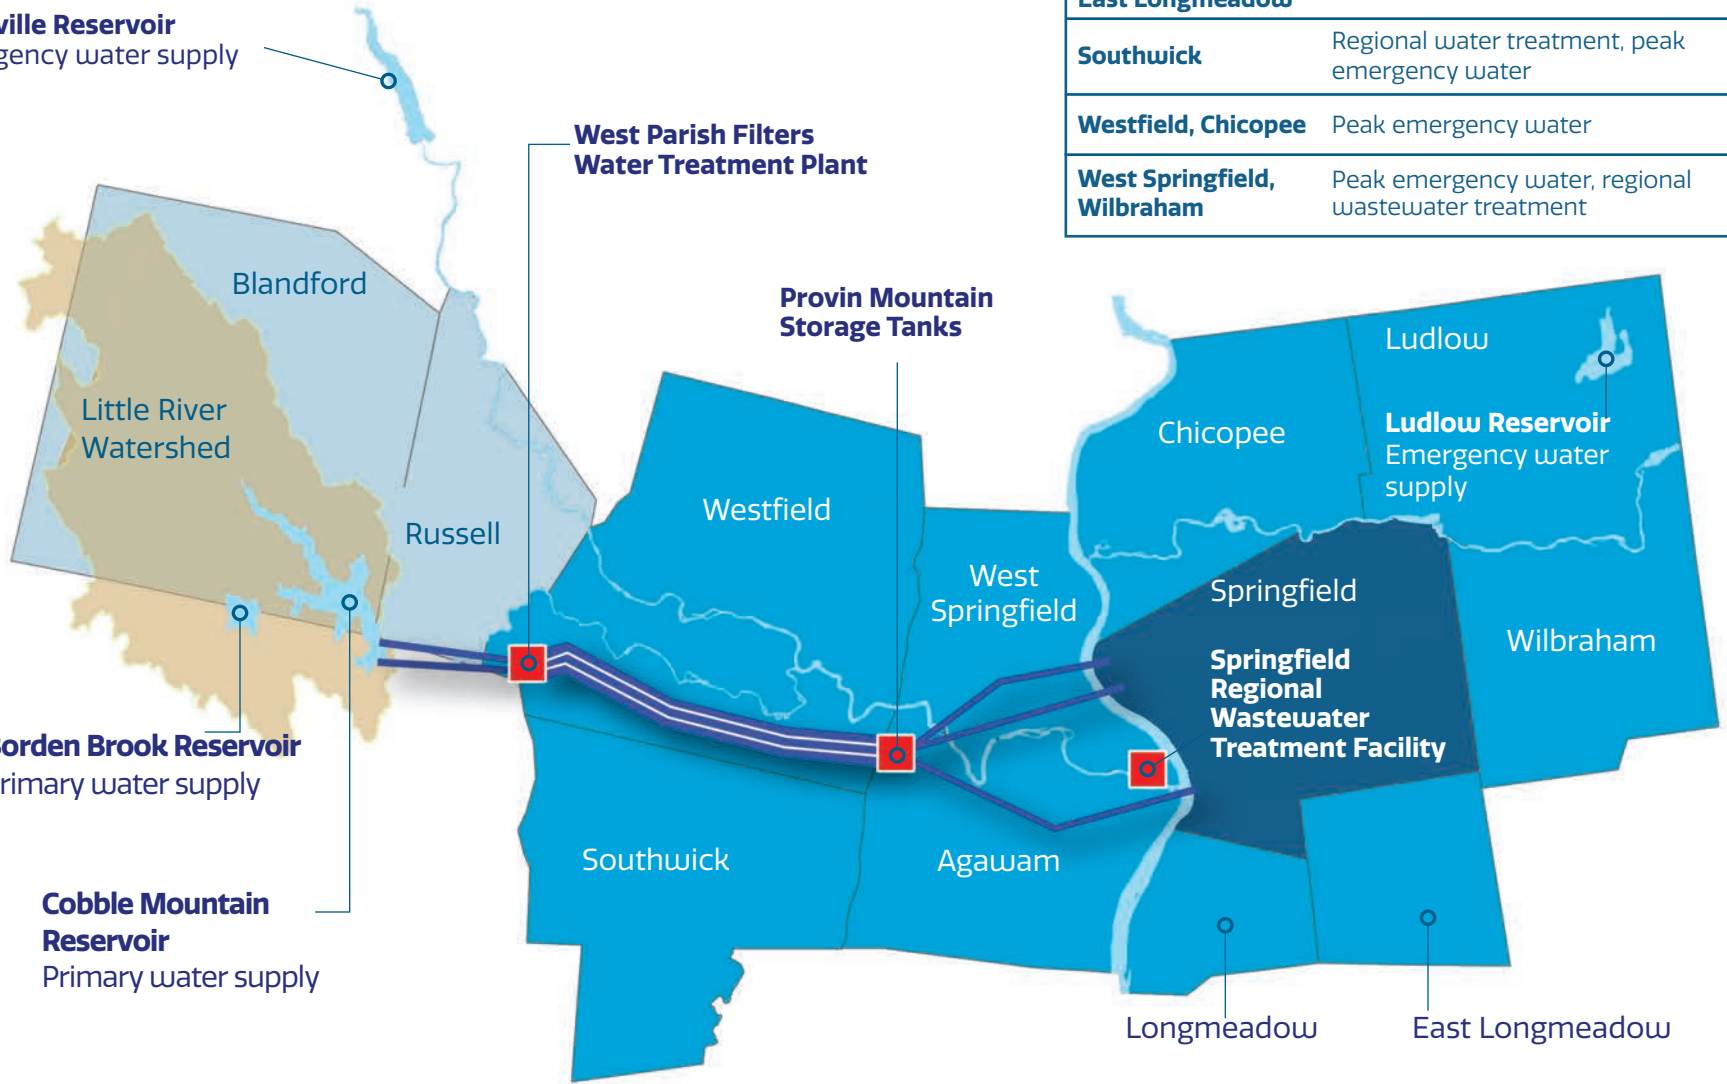 ville Reservoir
gency water supply
East Longmeadow
Southwick
Regional water treatment, peak
emergency water
Westfield, Chicopee
Peak emergency water
West Springfield,
Wilbraham
Peak emergency water, regional
wastewater treatment
West Parish Filters
Water Treatment Plant
Provin Mountain
Storage Tanks
Blandford
Little River
Watershed
Russell
Westfield
West
Springfield
Chicopee
Ludlow
Ludlow Reservoir
Emergency water
supply
Springfield
Wilbraham
Springfield
Regional
Wastewater
Treatment Facility
Borden Brook Reservoir
rimary water supply
Cobble Mountain
Reservoir
Primary water supply
Southwick
Agawam
Longmeadow
East Longmeadow